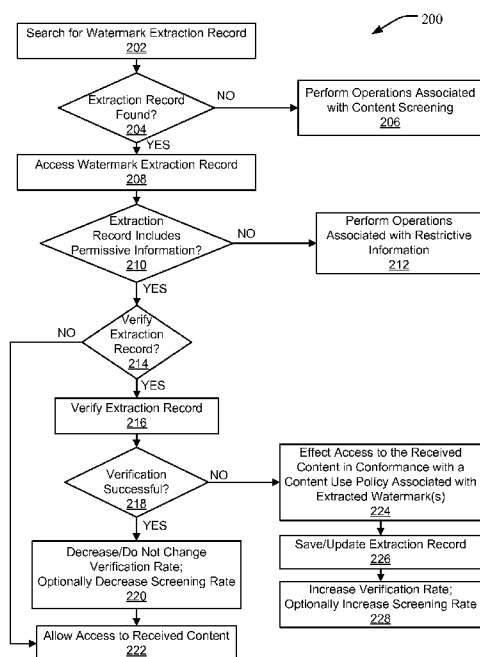 200
Search for Watermark Extraction Record
202
Extraction Record
Found?
204
NO
YES
Perform Operations Associated
with Content Screening
206
Access Watermark Extraction Record
208
Extraction
Record Includes
Permissive Information?
210
NO
YES
Perform Operations
Associated with Restrictive
Information
212
Verify
Extraction
Record?
214
NO
YES
Verify Extraction Record
216
Verification
Successful?
218
NO
YES
Effect Access to the Received
Content in Conformance with a
Content Use Policy Associated with
Extracted Watermark(s)
224
Save/Update Extraction Record
226
Increase Verification Rate;
Optionally Increase Screening Rate
228
Decrease/Do Not Change
Verification Rate;
Optionally Decrease Screening Rate
220
Allow Access to Received Content
222